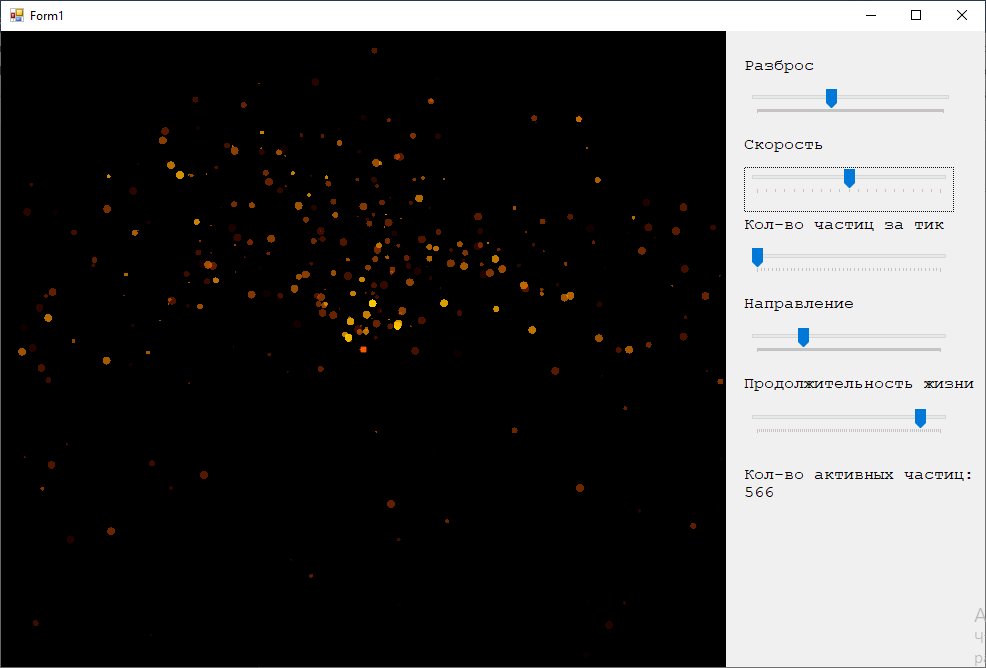 Form1
Разброс
Скорость
Кол-во частиц за тик
Направление
Продолжительность жизни
Кол-во активных частиц:
566